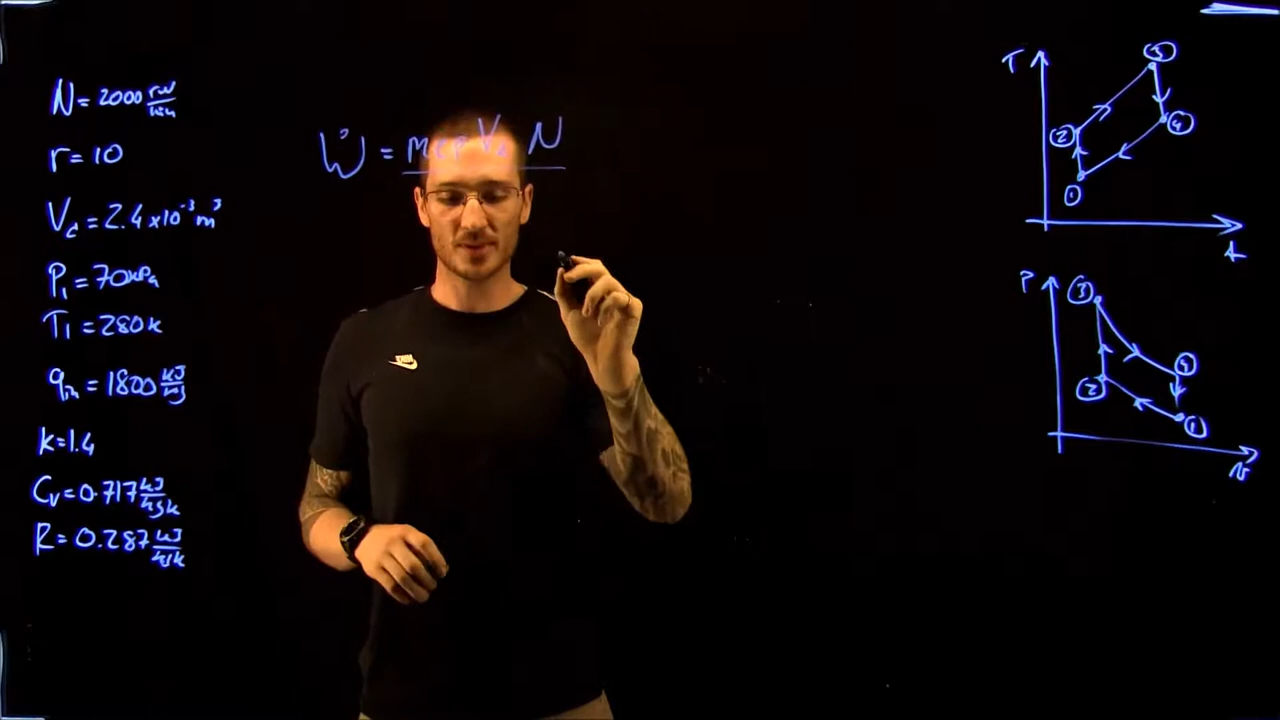 N = 2000 rev/min
r = 10
Vd = 2.4 x10⁻³ m³
P₁ = 70 kPa
T₁ = 280 K
qin = 1800 kJ/kg
k = 1.4
Cv = 0.717 kJ/kgK
R = 0.287 kJ/kgK
Ẇ = mep Vd N
T
3
2
4
1
P
3
4
2
1
v